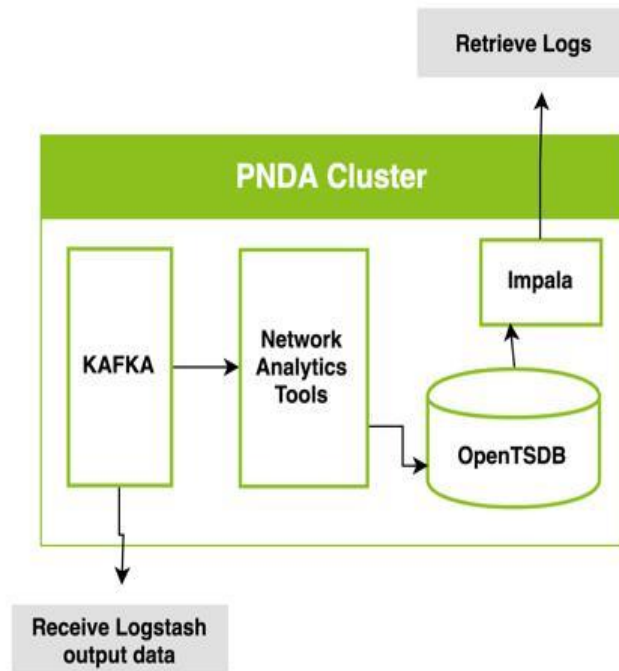 Retrieve Logs
PNDA Cluster
KAFKA
Network
Analytics
Tools
Impala
OpenTSDB
Receive Logstash
output data